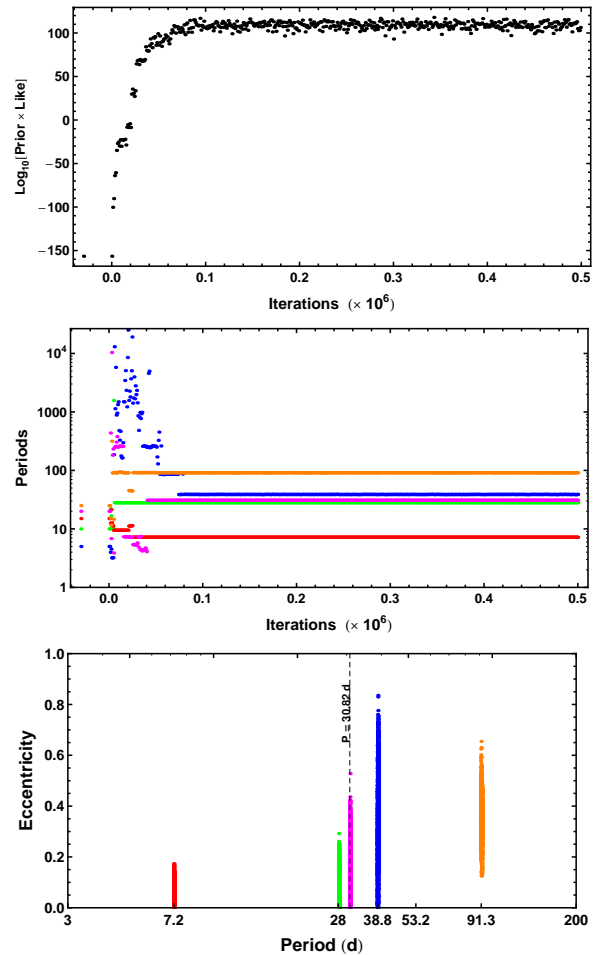 Log10[Prior × Like]
100
50
0
−50
−100
−150
0.0 0.1 0.2 0.3 0.4 0.5
Iterations (× 10^6)
Periods
10^4
1000
100
10
1
0.0 0.1 0.2 0.3 0.4 0.5
Iterations (× 10^6)
Eccentricity
1.0
0.8
0.6
0.4
0.2
0.0
P = 30.82 d
3 7.2 28 38.8 53.2 91.3 200
Period (d)